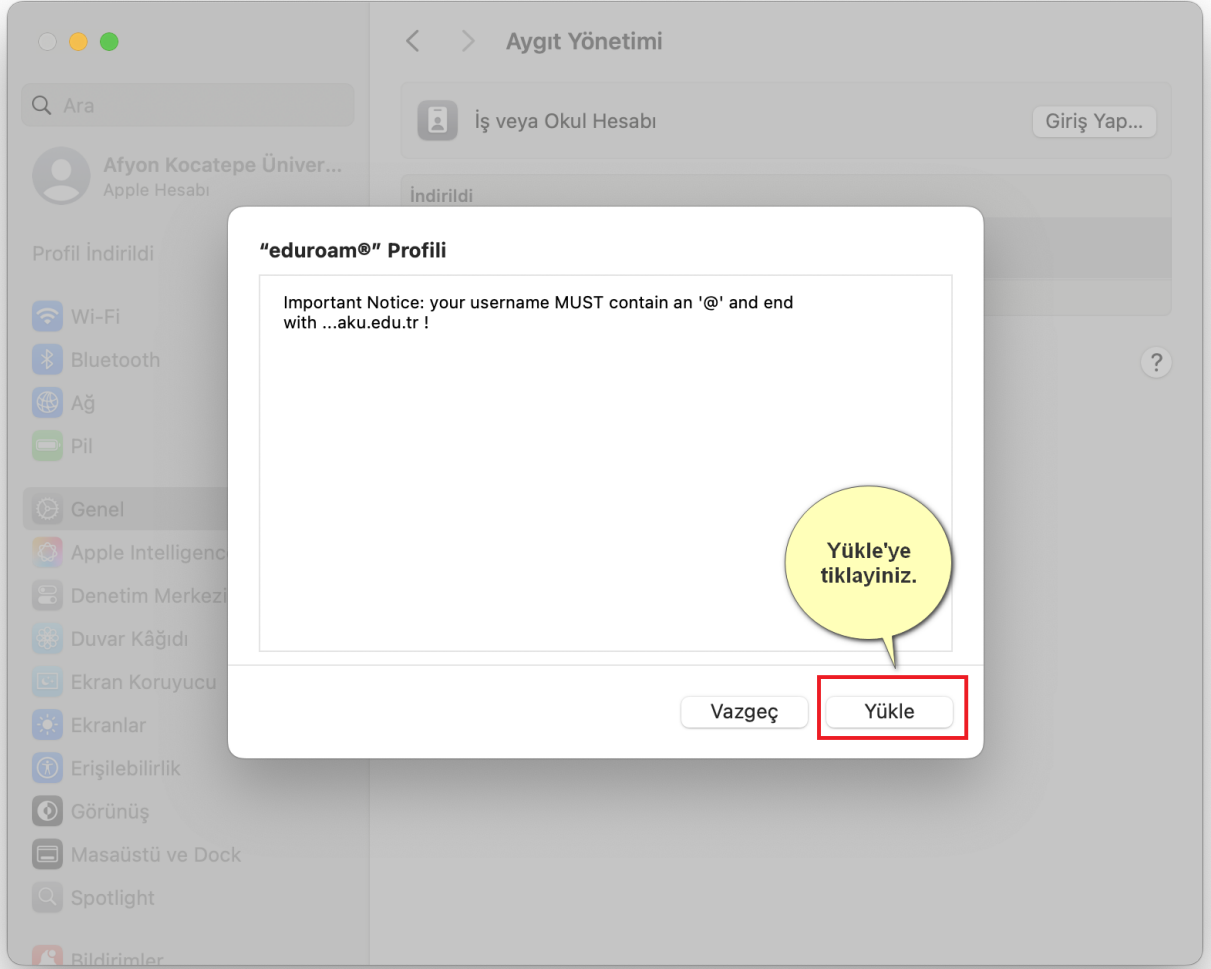 Aygıt Yönetimi
Ara
İş veya Okul Hesabı
Giriş Yap...
Afyon Kocatepe Üniver...
Apple Hesabı
İndirildi
Profil İndirildi
“eduroam®” Profili
Important Notice: your username MUST contain an '@' and end
with ...aku.edu.tr !
Wi-Fi
Bluetooth
?
Ağ
Pil
Genel
Apple Intelligence
Denetim Merkezi
Duvar Kâğıdı
Ekran Koruyucu
Ekranlar
Erişilebilirlik
Görünüş
Masaüstü ve Dock
Spotlight
Bildirimler
Yükle'ye
tiklayiniz.
Vazgeç
Yükle